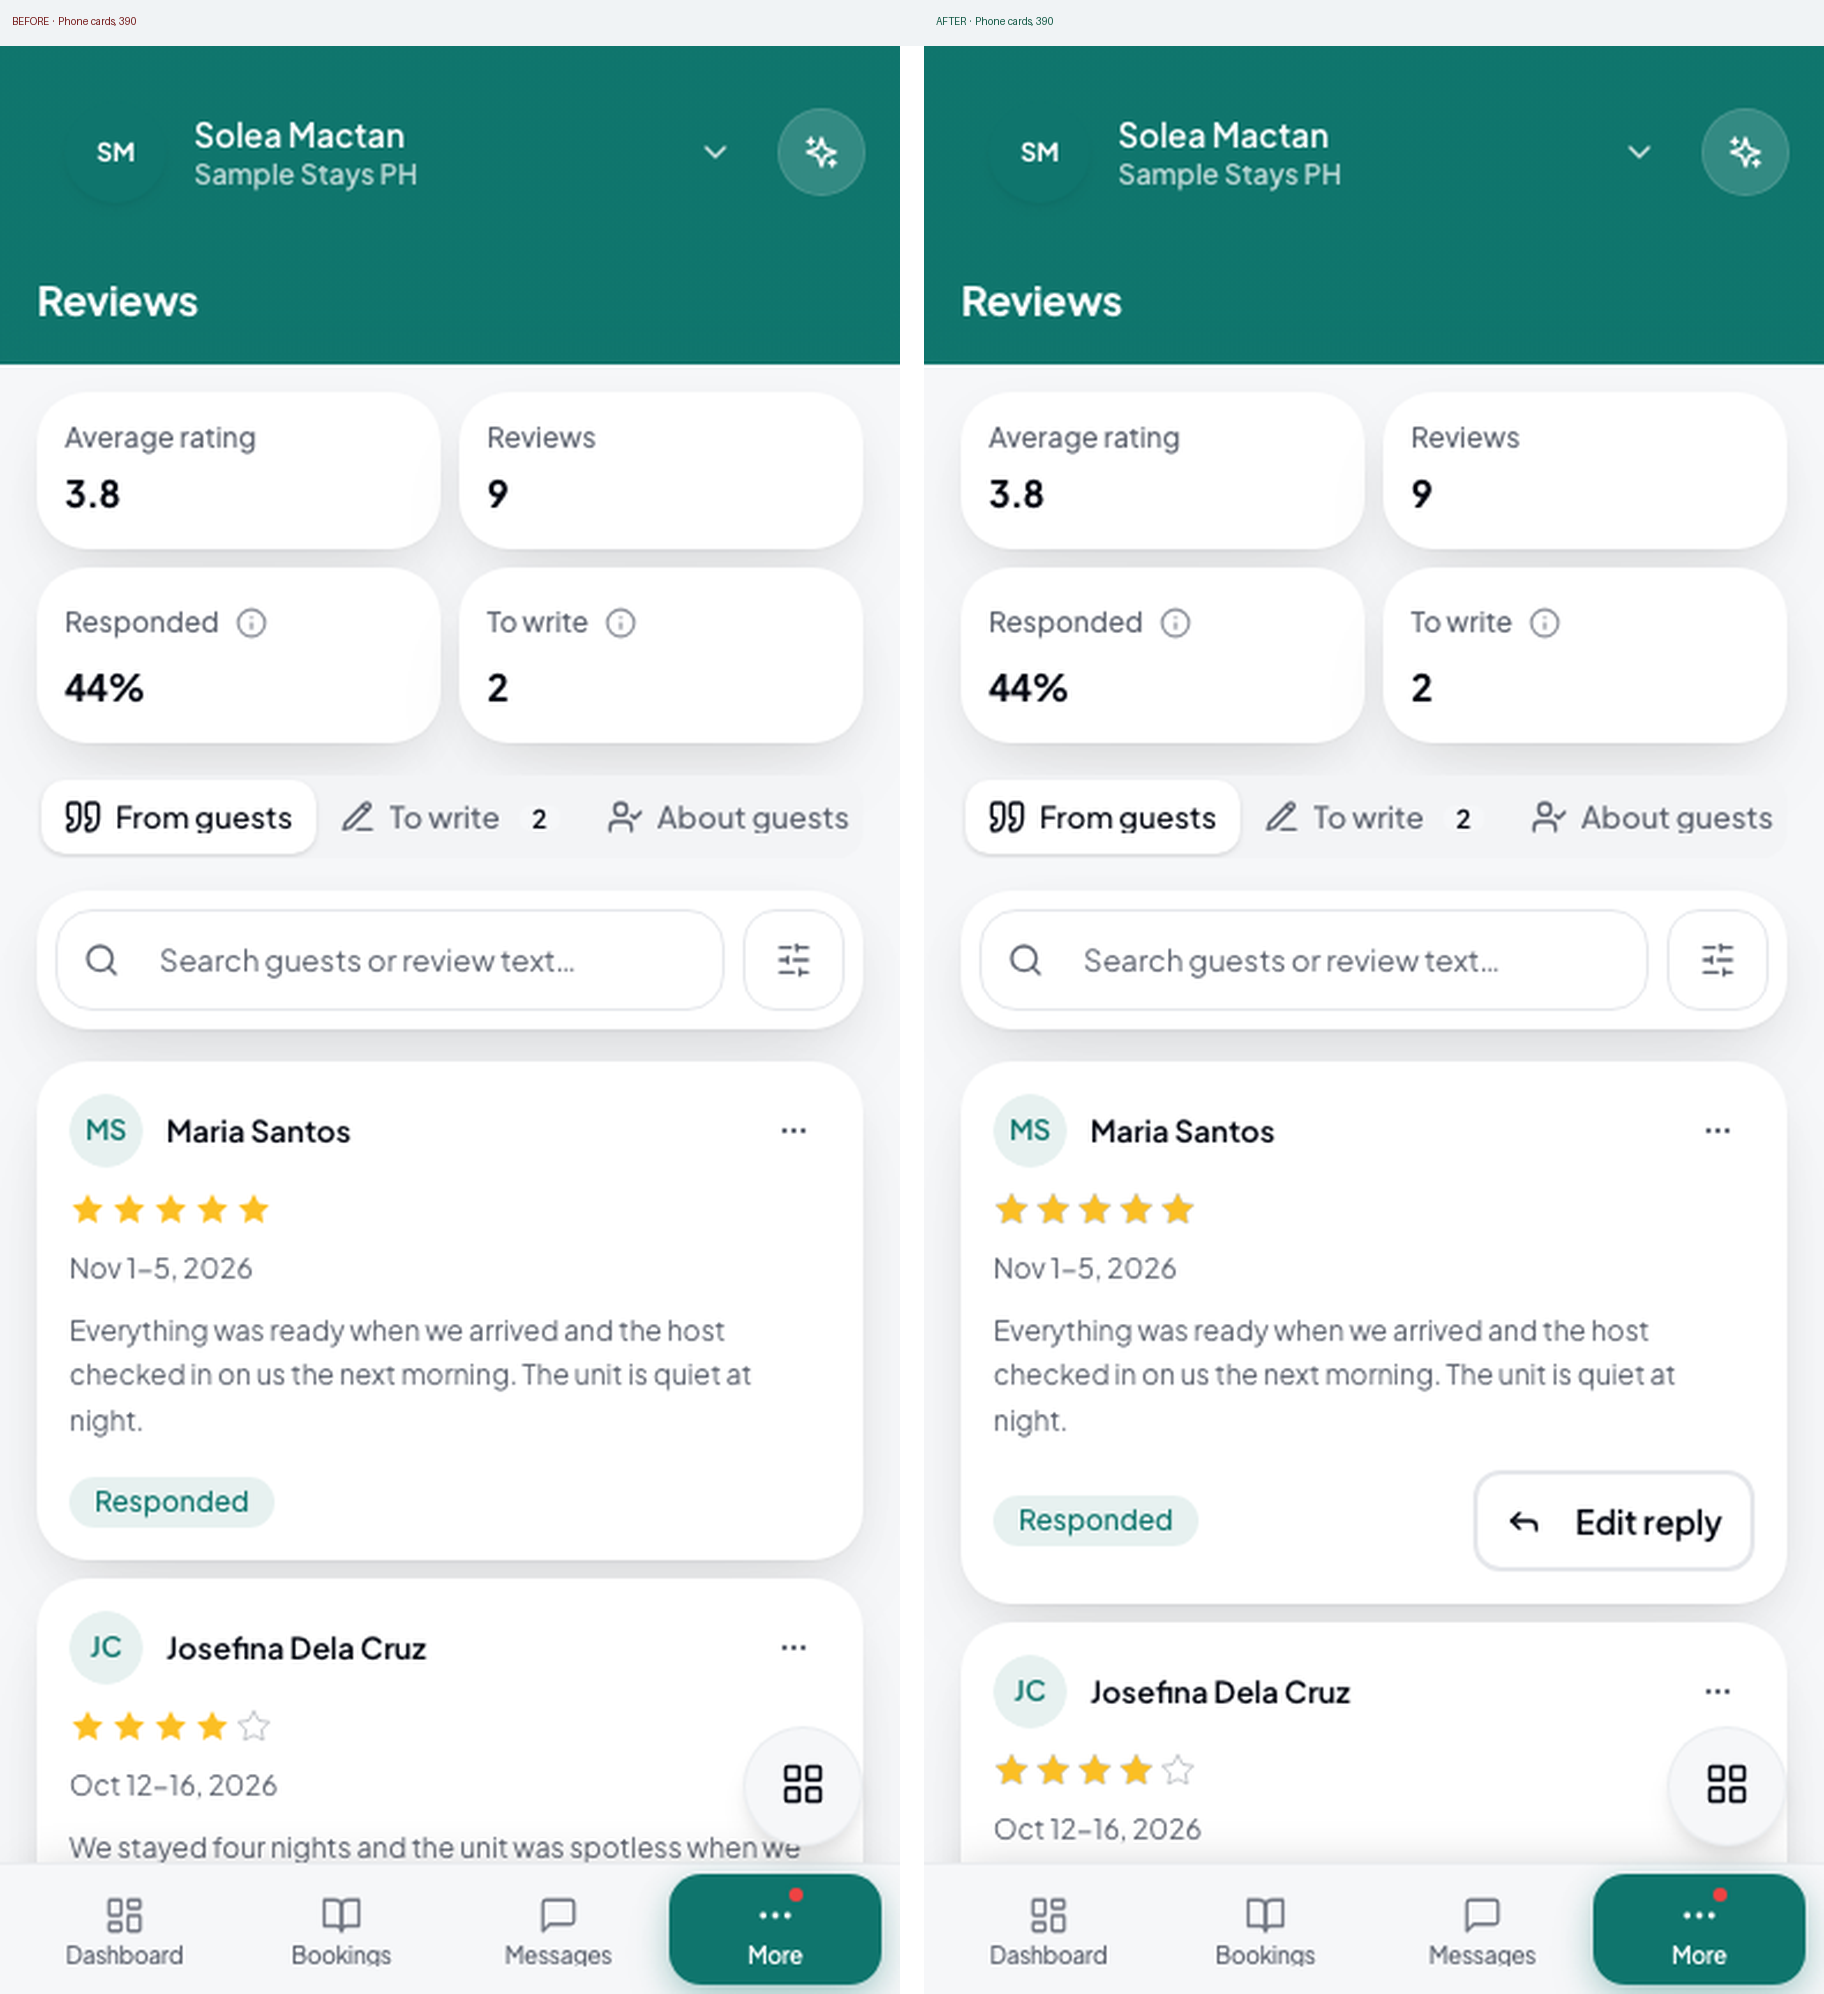 BEFORE · Phone cards, 390
SM
Solea Mactan
Sample Stays PH
Reviews
Average rating
3.8
Reviews
9
Responded
44%
To write
2
From guests
To write 2
About guests
Search guests or review text...
MS
Maria Santos
Nov 1–5, 2026
Everything was ready when we arrived and the host
checked in on us the next morning. The unit is quiet at
night.
Responded
JC
Josefina Dela Cruz
Oct 12–16, 2026
We stayed four nights and the unit was spotless when we
Dashboard
Bookings
Messages
More
AFTER · Phone cards, 390
SM
Solea Mactan
Sample Stays PH
Reviews
Average rating
3.8
Reviews
9
Responded
44%
To write
2
From guests
To write 2
About guests
Search guests or review text...
MS
Maria Santos
Nov 1–5, 2026
Everything was ready when we arrived and the host
checked in on us the next morning. The unit is quiet at
night.
Responded
Edit reply
JC
Josefina Dela Cruz
Oct 12–16, 2026
Dashboard
Bookings
Messages
More